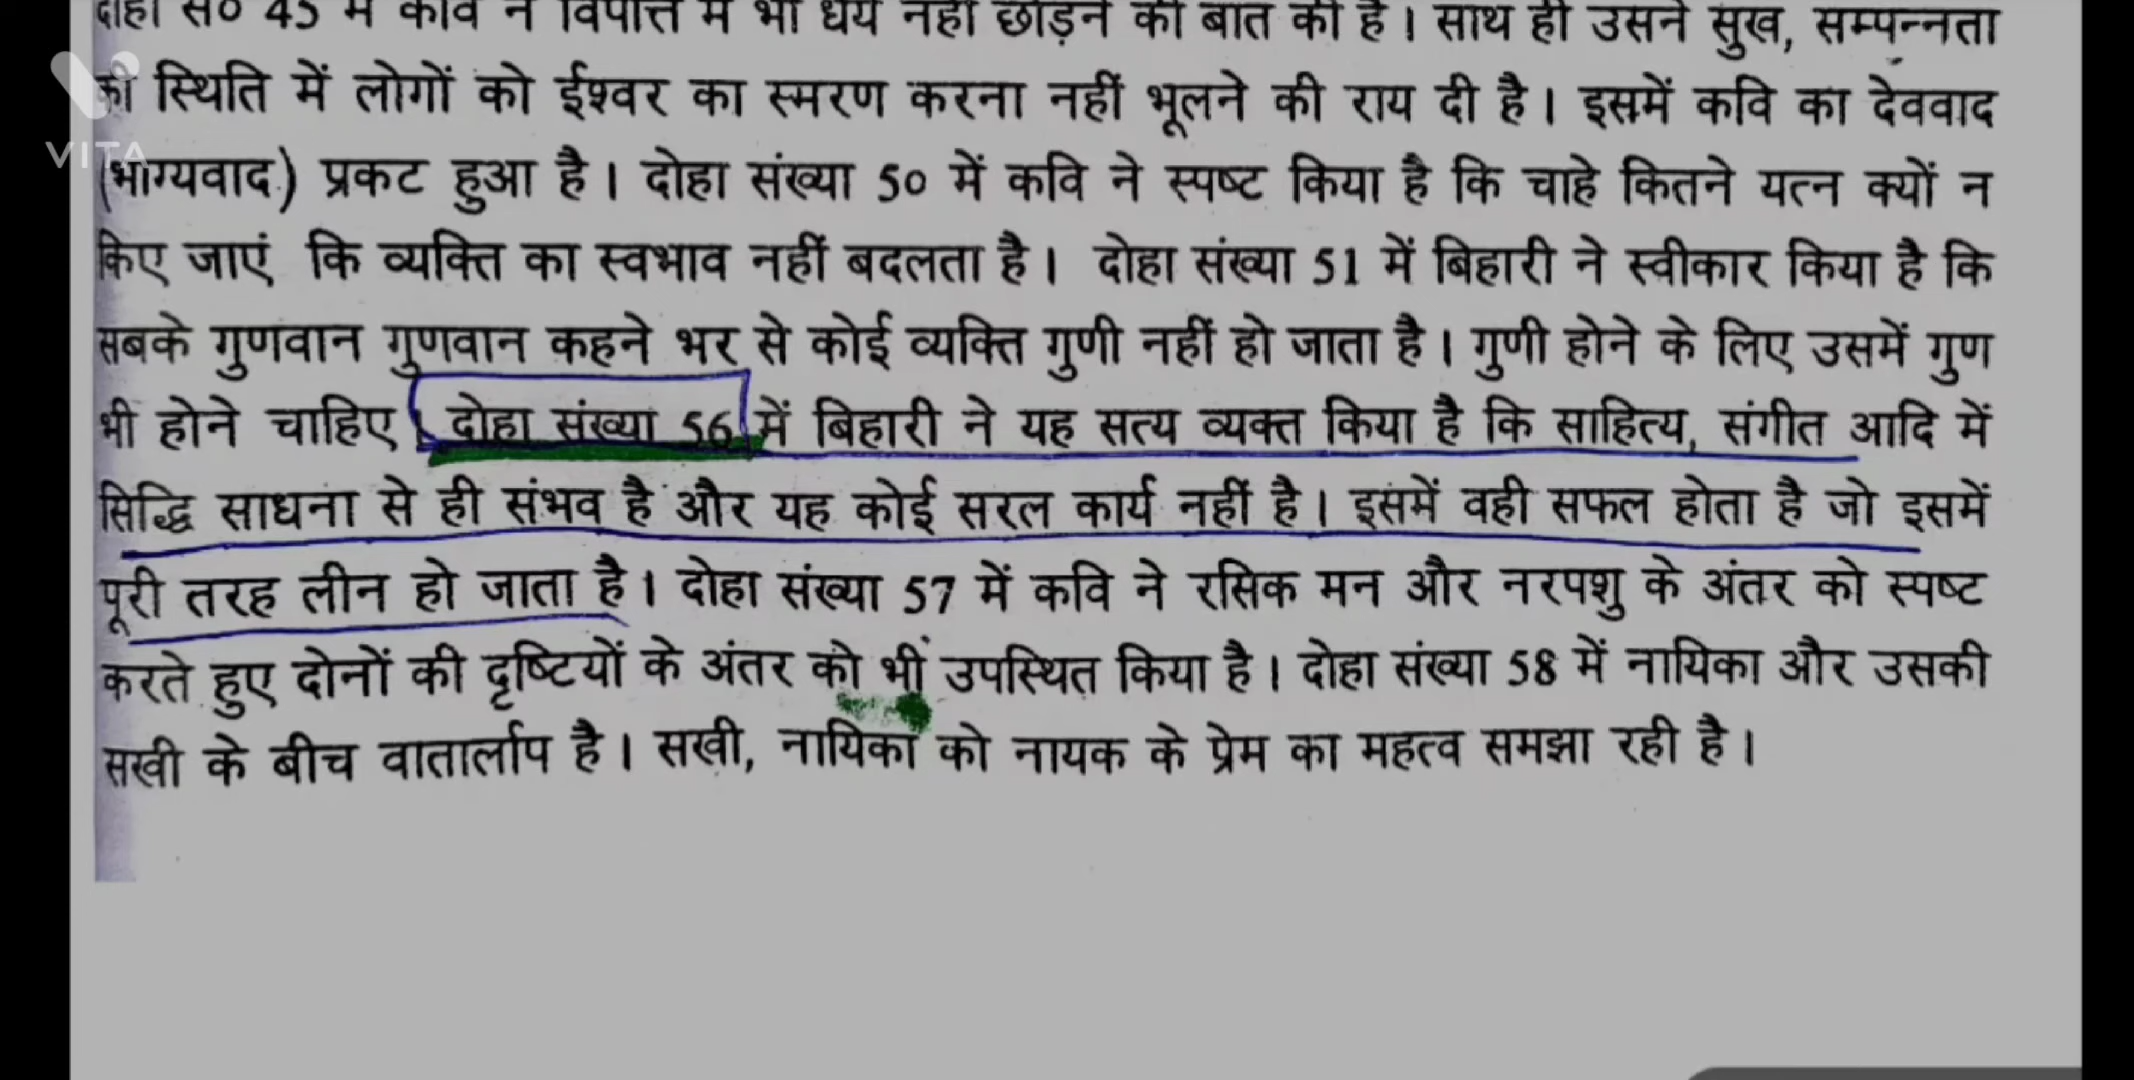 दोहा सं० 45 में कवि ने विपत्ति में भी धैर्य नहीं छोड़ने की बात की है। साथ ही उसने सुख, सम्पन्नता
की स्थिति में लोगों को ईश्वर का स्मरण करना नहीं भूलने की राय दी है। इसमें कवि का देववाद
(भाग्यवाद) प्रकट हुआ है। दोहा संख्या 50 में कवि ने स्पष्ट किया है कि चाहे कितने यत्न क्यों न
किए जाएं कि व्यक्ति का स्वभाव नहीं बदलता है। दोहा संख्या 51 में बिहारी ने स्वीकार किया है कि
सबके गुणवान गुणवान कहने भर से कोई व्यक्ति गुणी नहीं हो जाता है। गुणी होने के लिए उसमें गुण
भी होने चाहिए। दोहा संख्या 56 में बिहारी ने यह सत्य व्यक्त किया है कि साहित्य, संगीत आदि में
सिद्धि साधना से ही संभव है और यह कोई सरल कार्य नहीं है। इसमें वही सफल होता है जो इसमें
पूरी तरह लीन हो जाता है। दोहा संख्या 57 में कवि ने रसिक मन और नरपशु के अंतर को स्पष्ट
करते हुए दोनों की दृष्टियों के अंतर को भी उपस्थित किया है। दोहा संख्या 58 में नायिका और उसकी
सखी के बीच वातार्लाप है। सखी, नायिका को नायक के प्रेम का महत्व समझा रही है।
VITA